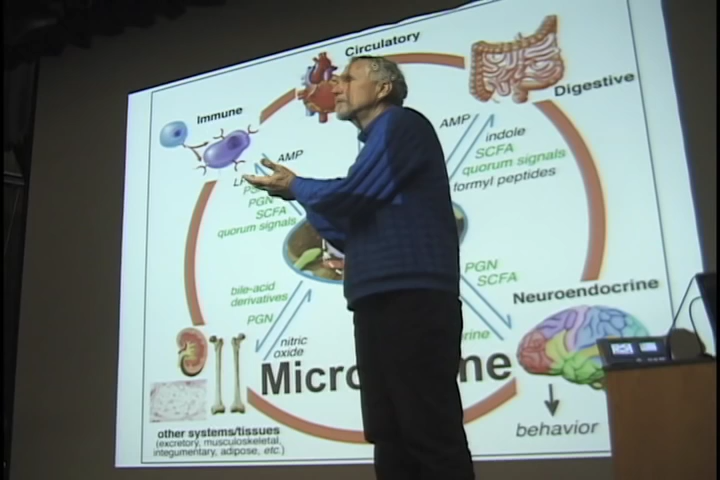 Circulatory
Digestive
Immune
AMP
AMP
indole
SCFA
quorum signals
formyl peptides
PGN
SCFA
quorum signals
PGN
SCFA
Neuroendocrine
bile-acid
derivatives
PGN
nitric
oxide
behavior
other systems/tissues
(excretory, musculoskeletal,
integumentary, adipose, etc.)